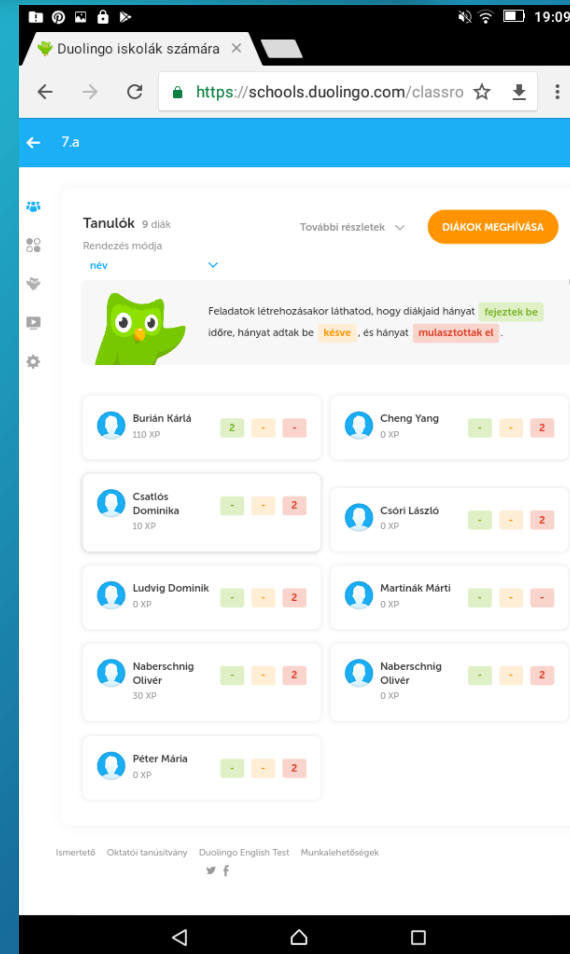 19:09
Duolingo iskolák számára
https://schools.duolingo.com/classro
7.a
Tanulók 9 diák
További részletek
DIÁKOK MEGHÍVÁSA
Rendezés módja
név
Feladatok létrehozásakor láthatod, hogy diákjaid hányat fejeztek be
időre, hányat adtak be késve , és hányat mulasztottak el .
Burián Kárlá
110 XP
2 - -
Cheng Yang
0 XP
- - 2
Csatlós
Dominika
10 XP
- - 2
Csóri László
0 XP
- - 2
Ludvig Dominik
0 XP
- - 2
Martinák Márti
0 XP
- - -
Naberschnig
Olivér
30 XP
- - 2
Naberschnig
Olivér
0 XP
- - 2
Péter Mária
0 XP
- - 2
Ismertető Oktatói tanúsítvány Duolingo English Test Munkalehetőségek